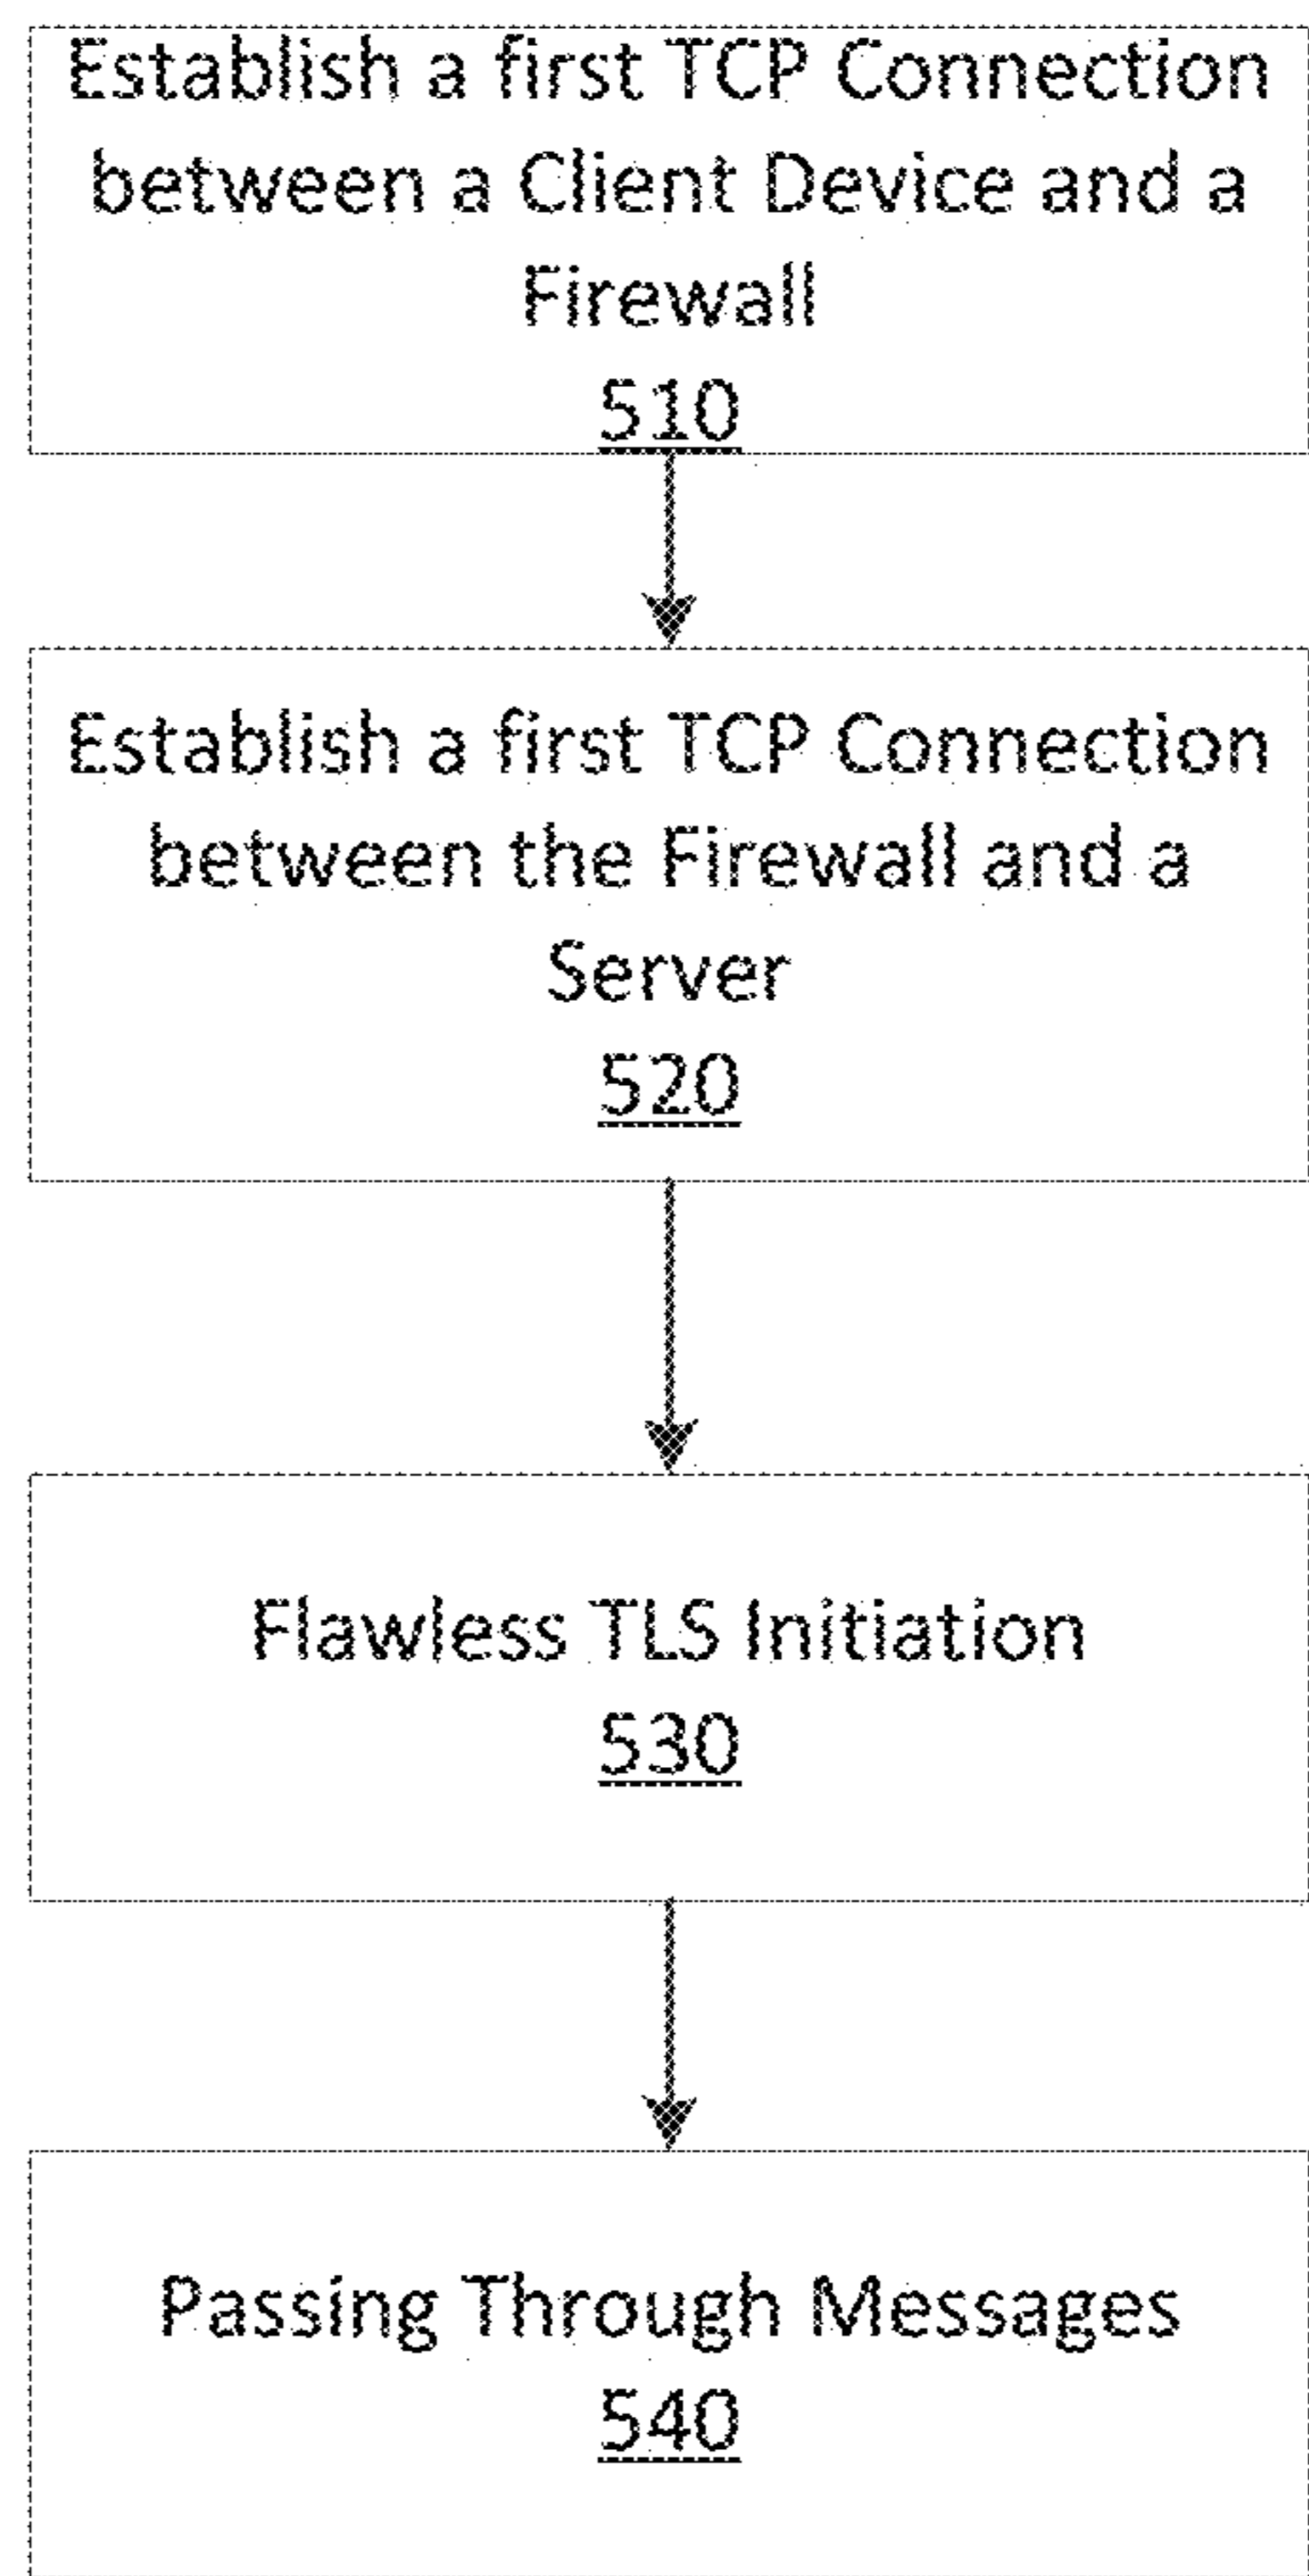 Establish a first TCP Connection
between a Client Device and a
Firewall
510
Establish a first TCP Connection
between the Firewall and a
Server
520
Flawless TLS Initiation
530
Passing Through Messages
540